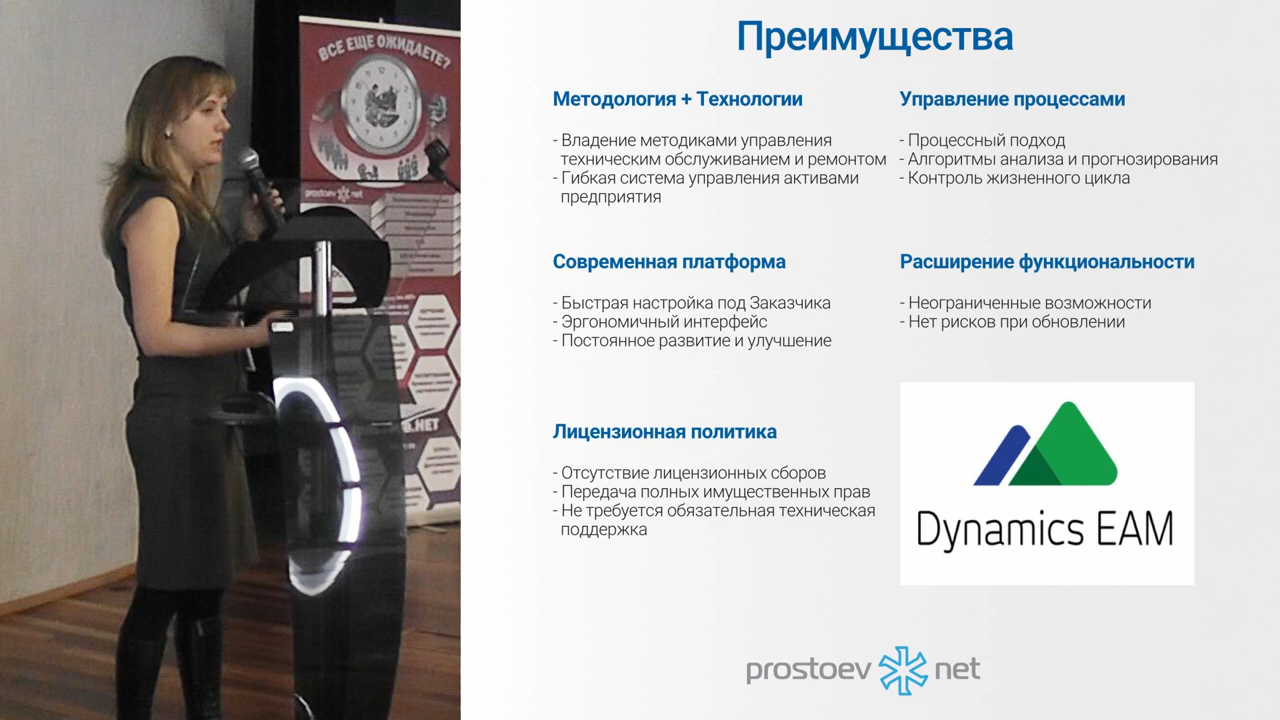 ВСЕ ЕЩЕ ОЖИДАЕТЕ?
prostoev net
.NET
Преимущества
Методология + Технологии
- Владение методиками управления
техническим обслуживанием и ремонтом
- Гибкая система управления активами
предприятия
Управление процессами
- Процессный подход
- Алгоритмы анализа и прогнозирования
- Контроль жизненного цикла
Современная платформа
- Быстрая настройка под Заказчика
- Эргономичный интерфейс
- Постоянное развитие и улучшение
Расширение функциональности
- Неограниченные возможности
- Нет рисков при обновлении
Лицензионная политика
- Отсутствие лицензионных сборов
- Передача полных имущественных прав
- Не требуется обязательная техническая
поддержка
Dynamics EAM
prostoev net